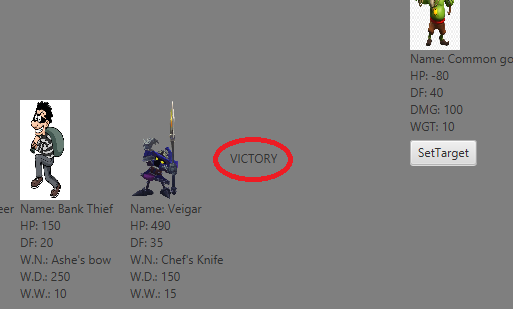 Name: Common go
HP: -80
DF: 40
DMG: 100
WGT: 10
SetTarget
VICTORY
eer
Name: Bank Thief
HP: 150
DF: 20
W.N.: Ashe's bow
W.D.: 250
W.W.: 10
Name: Veigar
HP: 490
DF: 35
W.N.: Chef's Knife
W.D.: 150
W.W.: 15